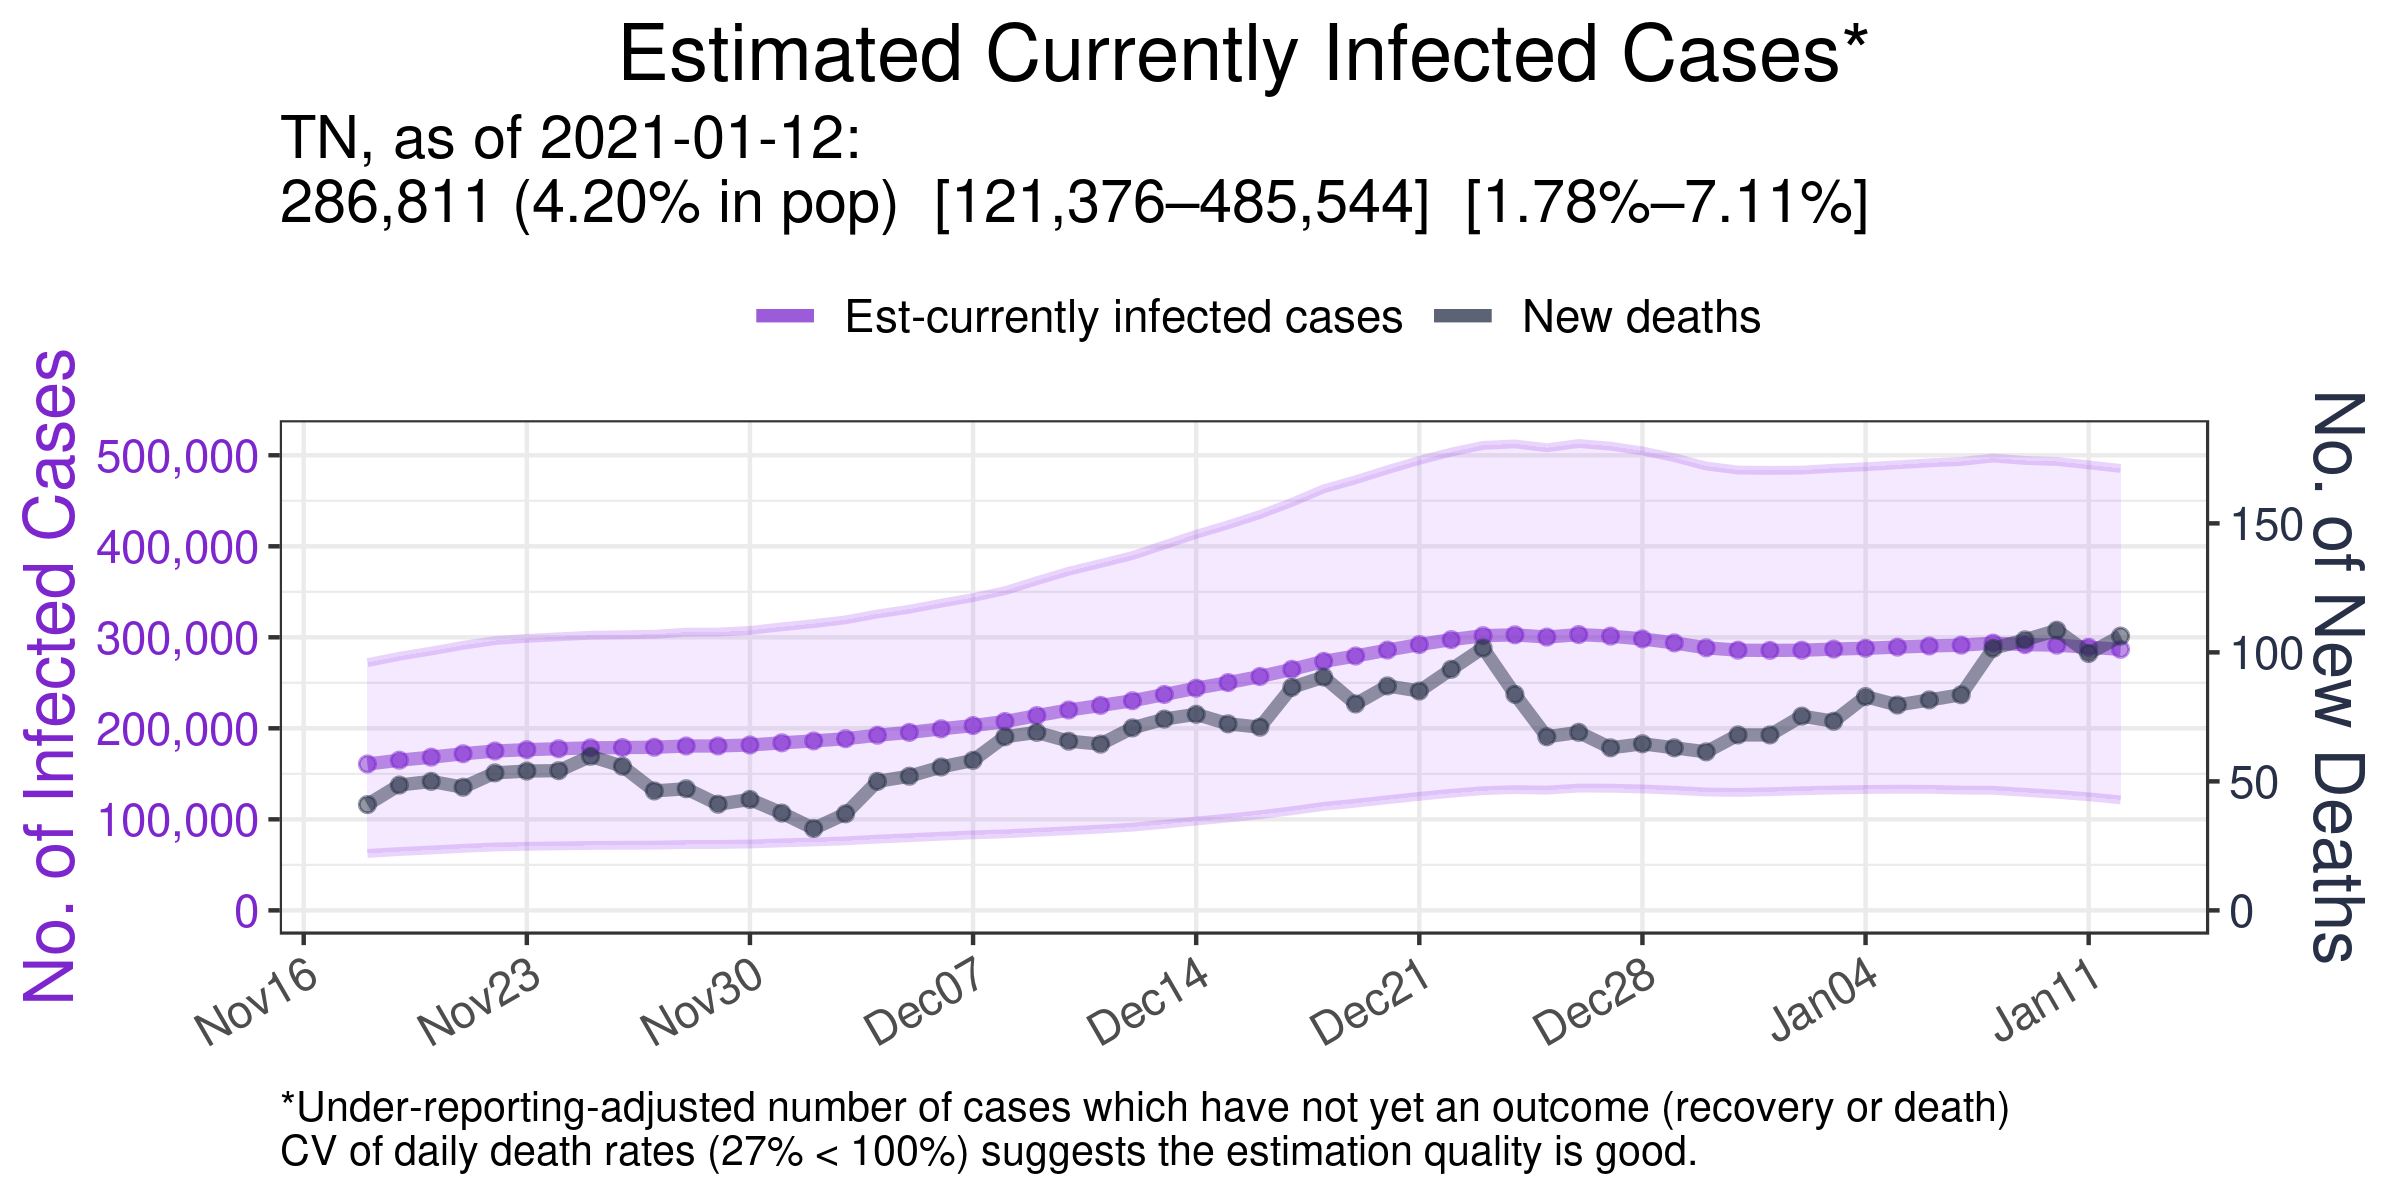 Estimated Currently Infected Cases*
TN, as of 2021-01-12:
286,811 (4.20% in pop)  [121,376–485,544]  [1.78%–7.11%]
Est-currently infected cases
New deaths
No. of Infected Cases
500,000
400,000
300,000
200,000
100,000
0
150
100
50
0
No. of New Deaths
Nov16
Nov23
Nov30
Dec07
Dec14
Dec21
Dec28
Jan04
Jan11
*Under-reporting-adjusted number of cases which have not yet an outcome (recovery or death)
CV of daily death rates (27% < 100%) suggests the estimation quality is good.